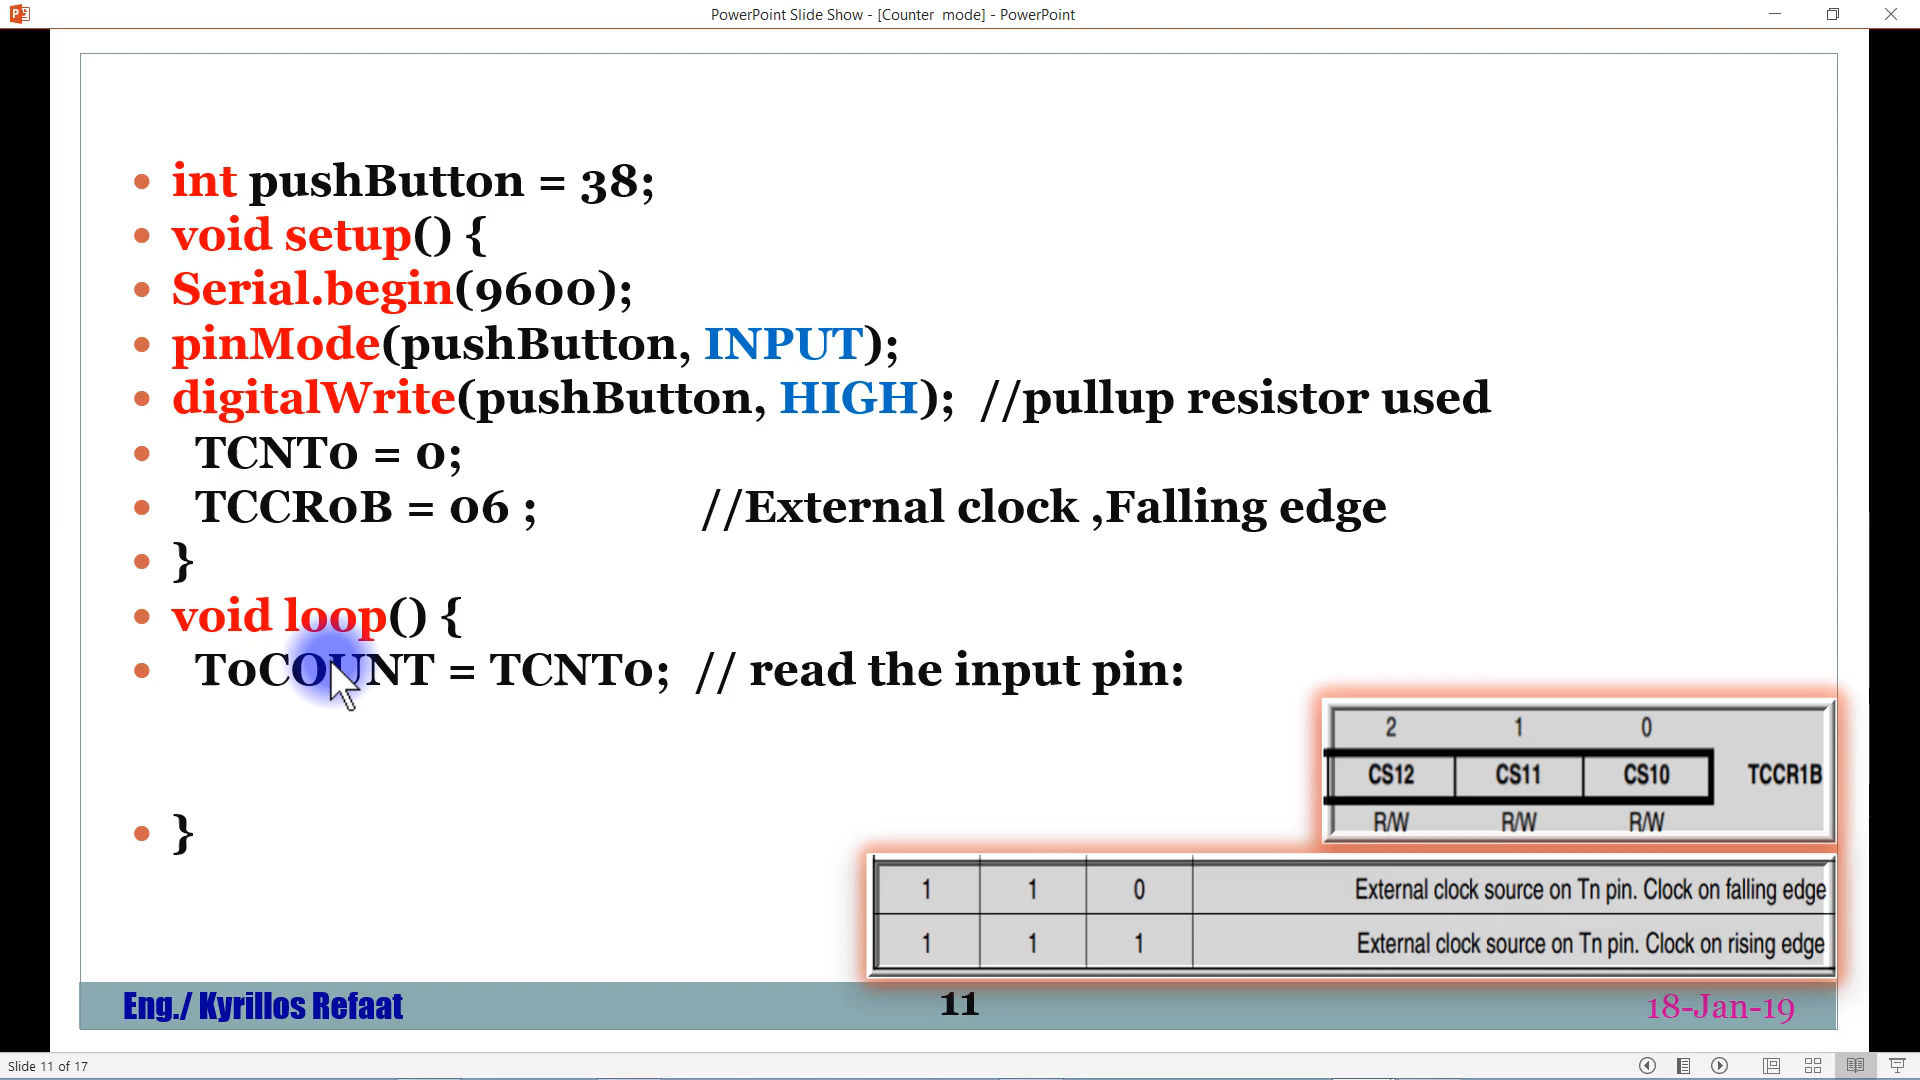 PowerPoint Slide Show - [Counter  mode] - PowerPoint
int pushButton = 38;
void setup() {
Serial.begin(9600);
pinMode(pushButton, INPUT);
digitalWrite(pushButton, HIGH);  //pullup resistor used
TCNT0 = 0;
TCCR0B = 06 ; //External clock ,Falling edge
}
void loop() {
T0COUNT = TCNT0;  // read the input pin:
}
2 1 0
CS12 CS11 CS10 TCCR1B
R/W R/W R/W
1 1 0 External clock source on Tn pin. Clock on falling edge
1 1 1 External clock source on Tn pin. Clock on rising edge
Eng./ Kyrillos Refaat 11 18-Jan-19
Slide 11 of 17